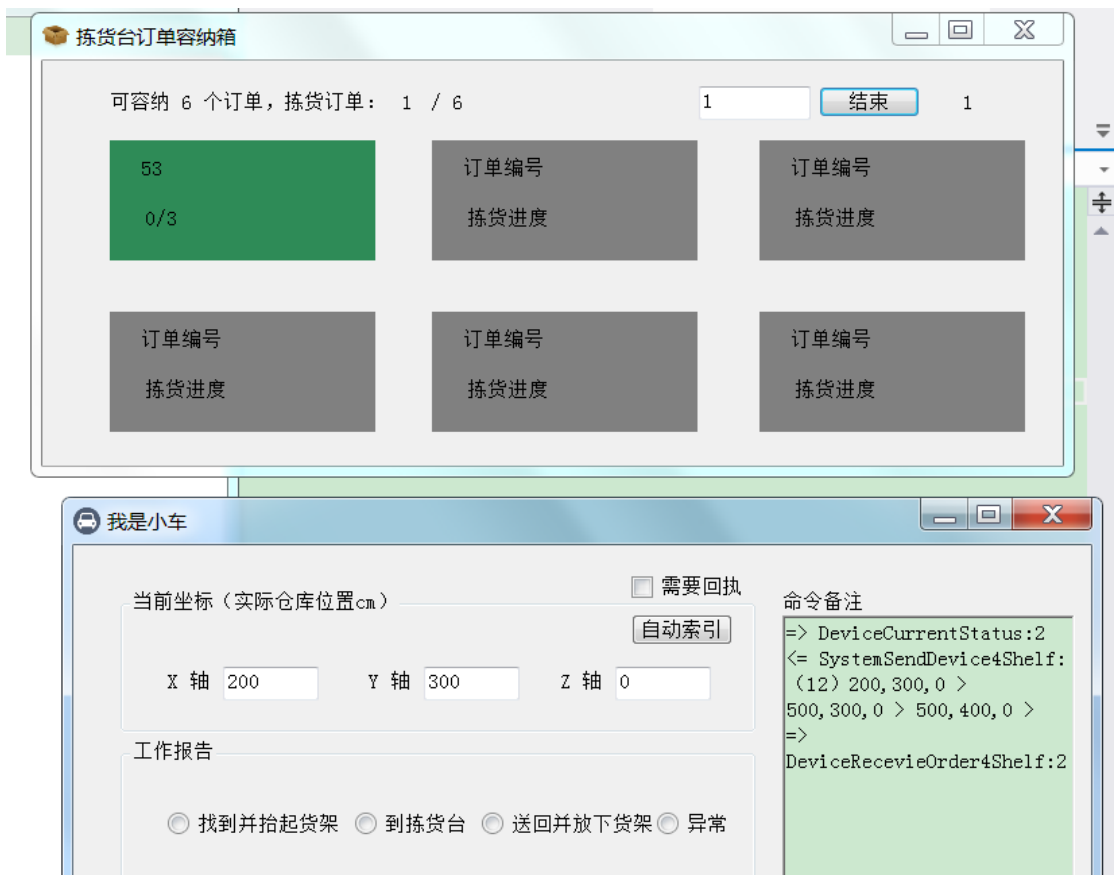 拣货台订单容纳箱
可容纳 6 个订单，拣货订单： 1 / 6
1
结束
1
53
订单编号
订单编号
0/3
拣货进度
拣货进度
订单编号
订单编号
订单编号
拣货进度
拣货进度
拣货进度
我是小车
需要回执
当前坐标（实际仓库位置cm）
自动索引
X 轴 200
Y 轴 300
Z 轴 0
工作报告
找到并抬起货架
到拣货台
送回并放下货架
异常
命令备注
=> DeviceCurrentStatus:2
<= SystemSendDevice4Shelf:
（12）200,300,0 >
500,300,0 > 500,400,0 >
=>
DeviceRecevieOrder4Shelf:2